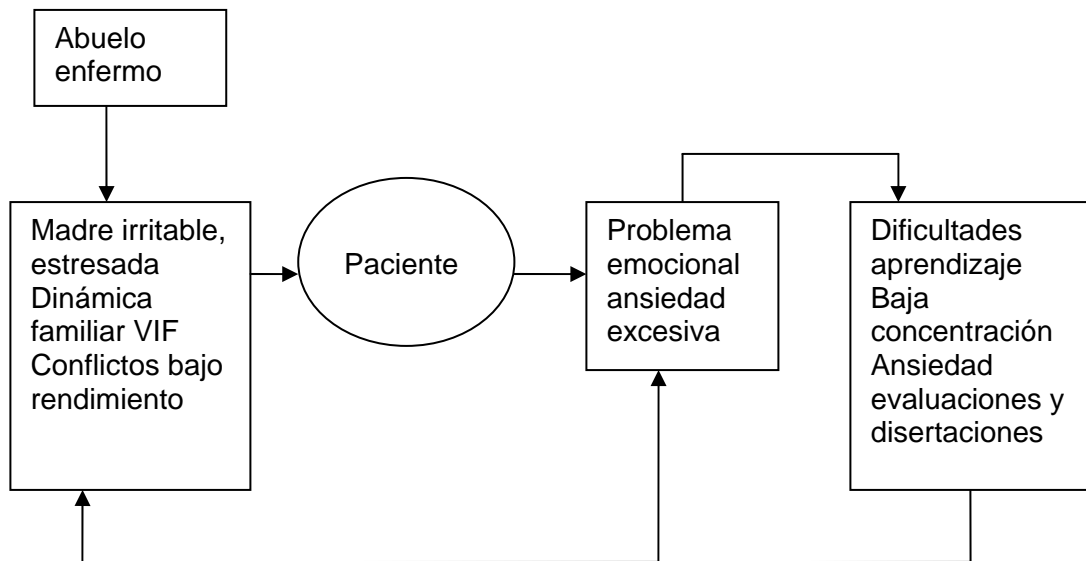 Abuelo
enfermo
Madre irritable,
estresada
Dinámica
familiar VIF
Conflictos bajo
rendimiento
Paciente
Problema
emocional
ansiedad
excesiva
Dificultades
aprendizaje
Baja
concentración
Ansiedad
evaluaciones y
disertaciones